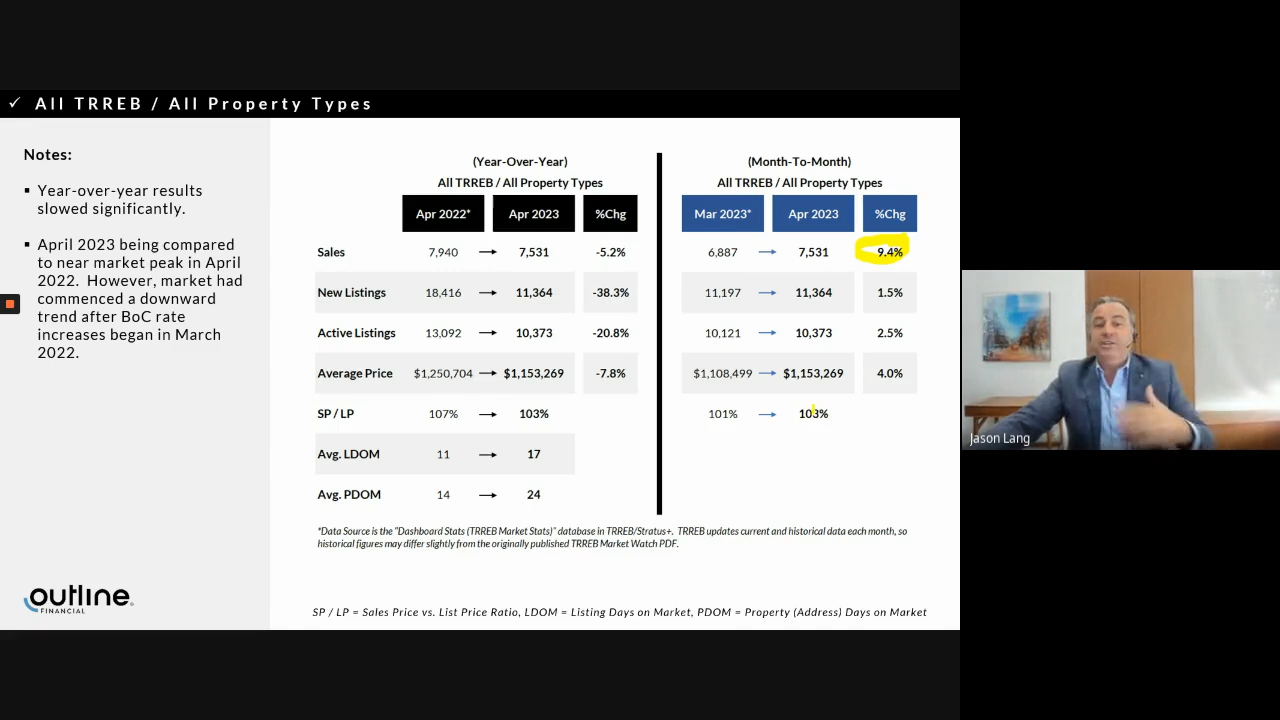 ✓ All TRREB / All Property Types
Notes:
▪ Year-over-year results
slowed significantly.
▪ April 2023 being compared
to near market peak in April
2022. However, market had
commenced a downward
trend after BoC rate
increases began in March
2022.
(Year-Over-Year)
All TRREB / All Property Types
Apr 2022* Apr 2023 %Chg
Sales 7,940 → 7,531 -5.2%
New Listings 18,416 → 11,364 -38.3%
Active Listings 13,092 → 10,373 -20.8%
Average Price $1,250,704 → $1,153,269 -7.8%
SP / LP 107% → 103%
Avg. LDOM 11 → 17
Avg. PDOM 14 → 24
(Month-To-Month)
All TRREB / All Property Types
Mar 2023* Apr 2023 %Chg
6,887 → 7,531 9.4%
11,197 → 11,364 1.5%
10,121 → 10,373 2.5%
$1,108,499 → $1,153,269 4.0%
101% → 103%
*Data Source is the "Dashboard Stats (TRREB Market Stats)" database in TRREB/Stratus+. TRREB updates current and historical data each month, so
historical figures may differ slightly from the originally published TRREB Market Watch PDF.
SP / LP = Sales Price vs. List Price Ratio, LDOM = Listing Days on Market, PDOM = Property (Address) Days on Market
outline
FINANCIAL
Jason Lang